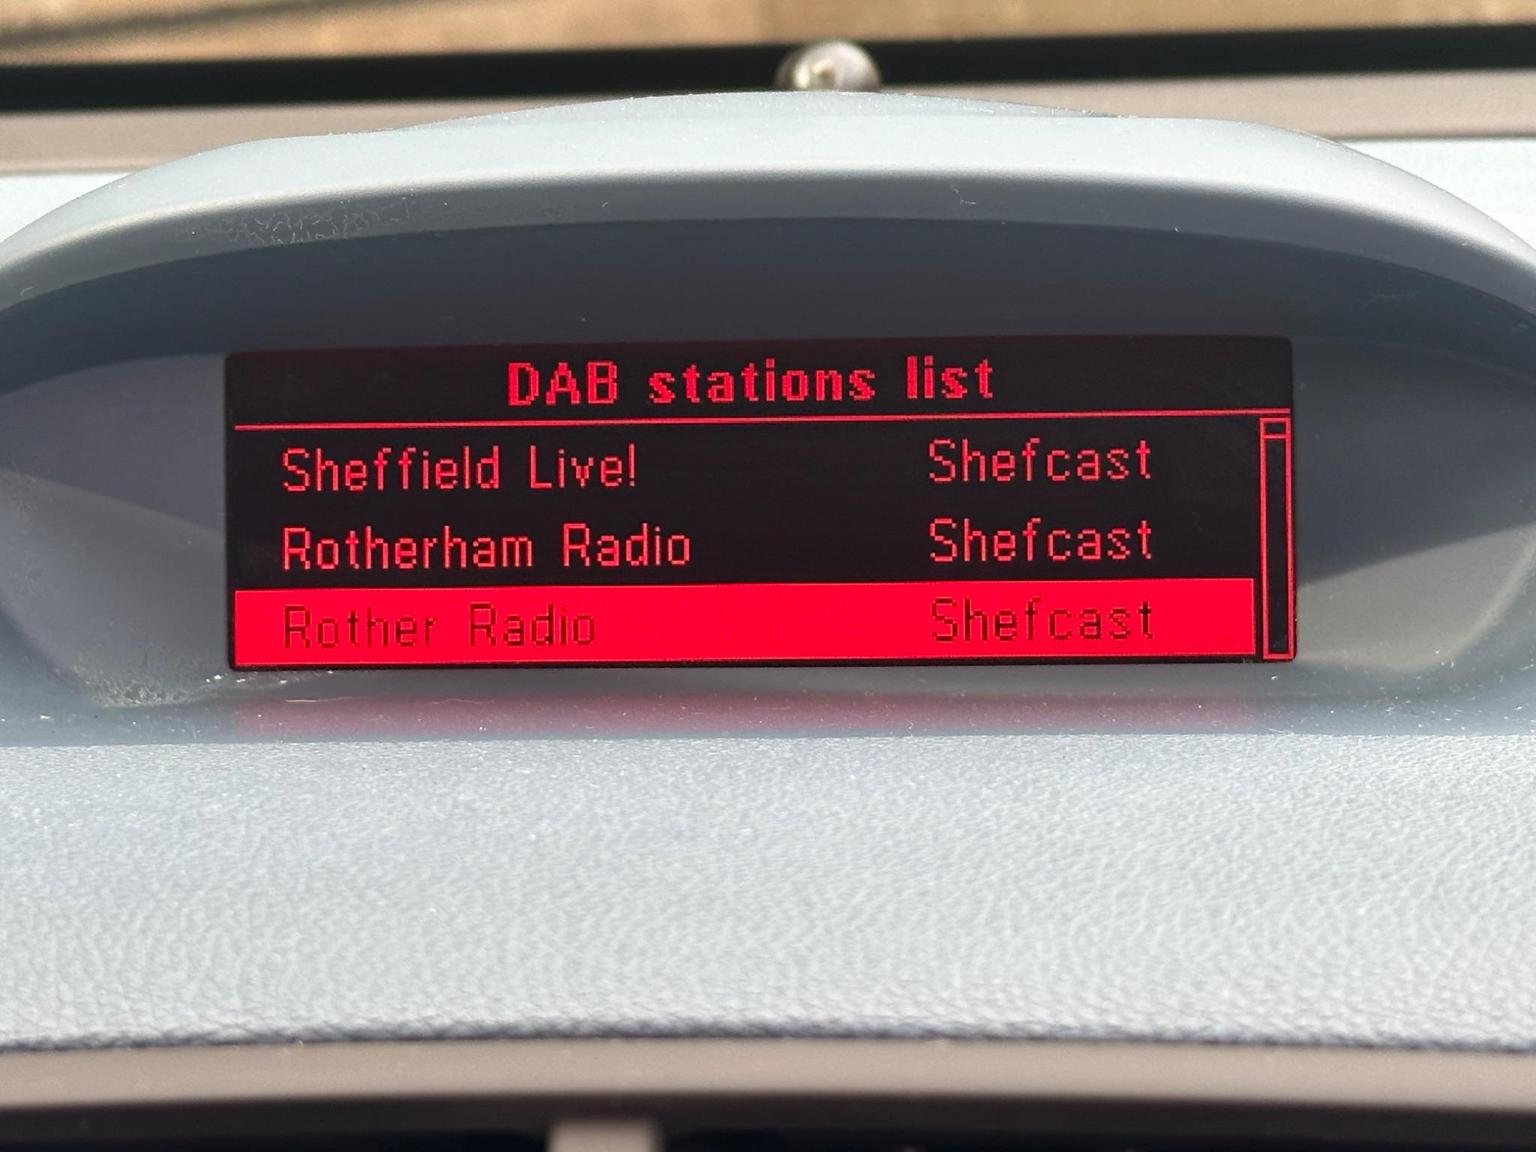 DAB stations list
Sheffield Live! Shefcast
Rotherham Radio Shefcast
Rother Radio Shefcast